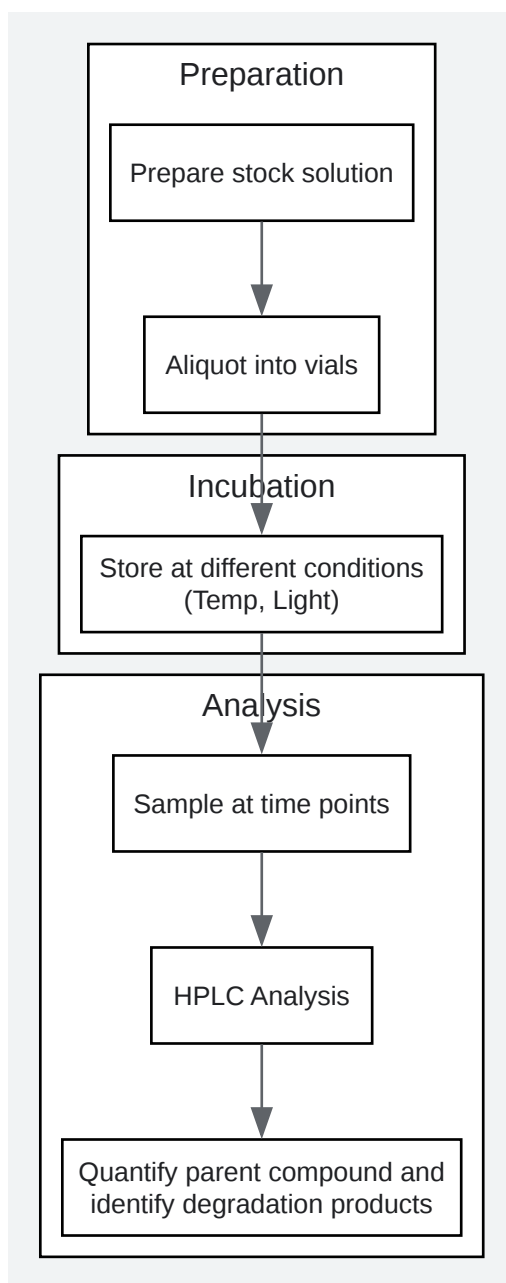 Preparation
Prepare stock solution
Aliquot into vials
Incubation
Store at different conditions
(Temp, Light)
Analysis
Sample at time points
HPLC Analysis
Quantify parent compound and
identify degradation products